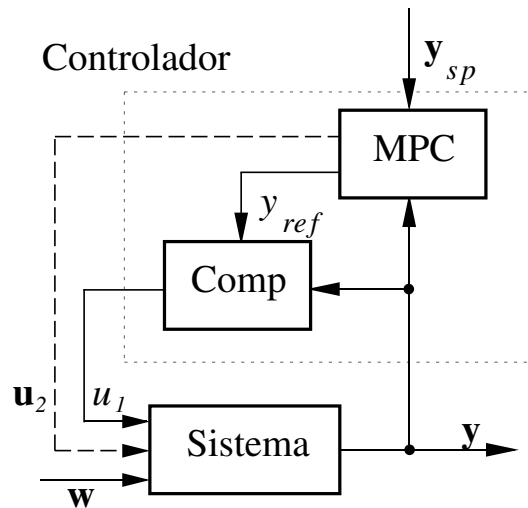 Controlador
y_sp
MPC
y_ref
Comp
u_2
u_1
Sistema
y
w